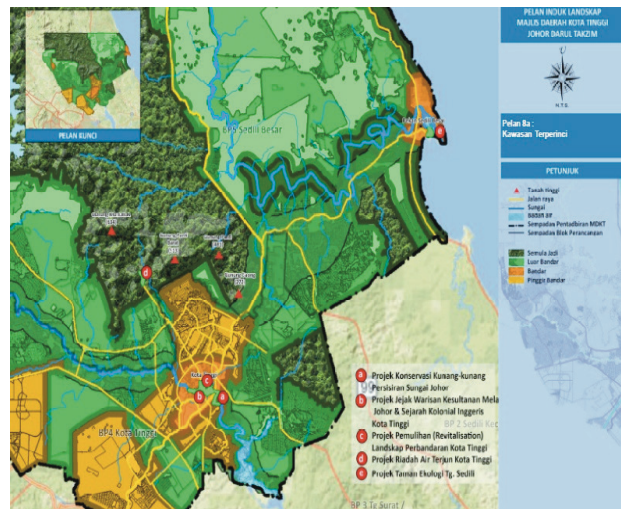 PELAN INDUK LANDSKAP
MAJLIS DAERAH KOTA TINGGI
JOHOR DARUL TAKZIM
N.T.S.
Pelan 8a :
Kawasan Terperinci
PETUNJUK
Tanah tinggi
Jalan raya
Sungai
BADAN AIR
Sempadan Pentadbiran MDKT
Sempadan Blok Perancangan
Semula Jadi
Luar Bandar
Bandar
Pinggir Bandar
PELAN KUNCI
BP5 Sedili Besar
e
d
Kota Tinggi
c
b
a
BP4 Kota Tinggi
a Projek Konservasi Kunang-kunang
Persisiran Sungai Johor
b Projek Jejak Warisan Kesultanan Mela
Johor & Sejarah Kolonial Inggeris
Kota Tinggi
c Projek Pemulihan (Revitalisation)
Landskap Perbandaran Kota Tinggi
d Projek Riadah Air Terjun Kota Tinggi
e Projek Taman Ekulogi Tg. Sedili
BP 2 Sedili Kec
BP 3 Te Surat /